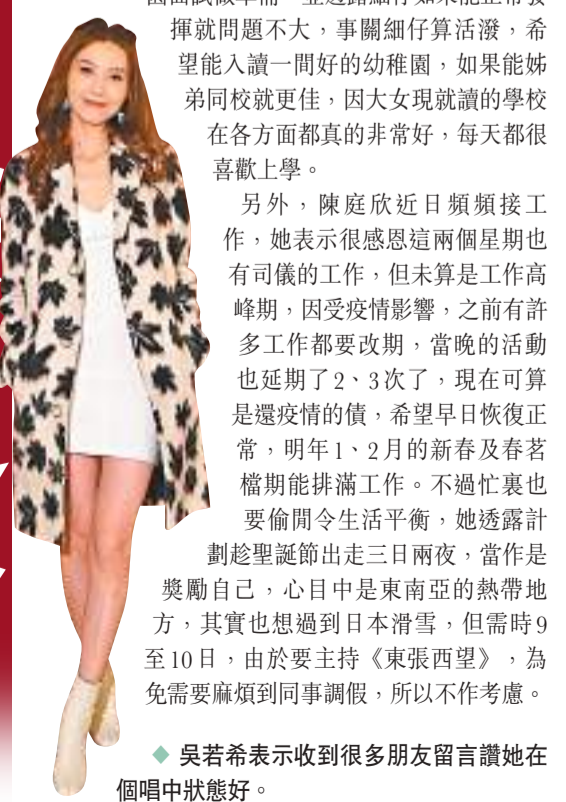 揮就問題不大，事關細仔算活潑，希
望能入讀一間好的幼稚園，如果能姊
弟同校就更佳，因大女現就讀的學校
在各方面都真的非常好，每天都很
喜歡上學。
另外，陳庭欣近日頻頻接工
作，她表示很感恩這兩個星期也
有司儀的工作，但未算是工作高
峰期，因受疫情影響，之前有許
多工作都要改期，當晚的活動
也延期了2、3次了，現在可算
是還疫情的債，希望早日恢復正
常，明年1、2月的新春及春茗
檔期能排滿工作。不過忙裏也
要偷閒令生活平衡，她透露計
劃趁聖誕節出走三日兩夜，當作是
獎勵自己，心目中是東南亞的熱帶地
方，其實也想過到日本滑雪，但需時9
至10日，由於要主持《東張西望》，為
免需要麻煩到同事調假，所以不作考慮。
◆ 吳若希表示收到很多朋友留言讚她在
個唱中狀態好。